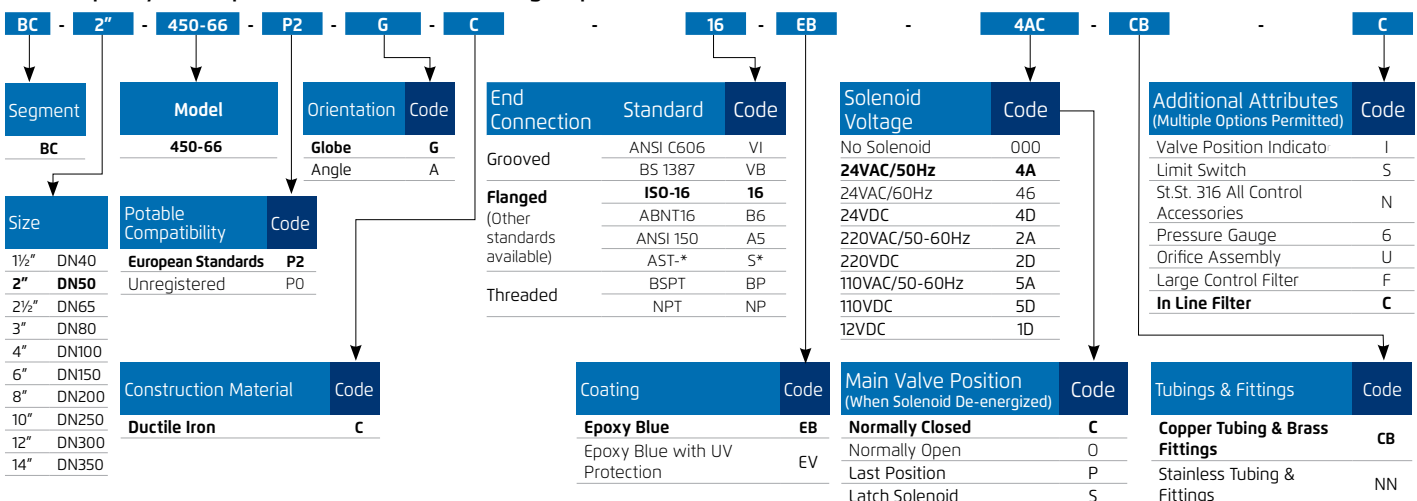 BC - 2" - 450-66 - P2 - G - C - 16 - EB - 4AC - CB - C
Segment
BC
Model
450-66
Orientation Code
Globe G
Angle A
Size
1½" DN40
2" DN50
2½" DN65
3" DN80
4" DN100
6" DN150
8" DN200
10" DN250
12" DN300
14" DN350
Potable
Compatibility Code
European Standards P2
Unregistered P0
Construction Material Code
Ductile Iron C
End
Connection Standard Code
Grooved
ANSI C606 VI
BS 1387 VB
Flanged
(Other
standards
available)
ISO-16 16
ABNT16 B6
ANSI 150 A5
AST-* S*
Threaded
BSPT BP
NPT NP
Coating Code
Epoxy Blue EB
Epoxy Blue with UV
Protection EV
Solenoid
Voltage Code
No Solenoid 000
24VAC/50Hz 4A
24VAC/60Hz 46
24VDC 4D
220VAC/50-60Hz 2A
220VDC 2D
110VAC/50-60Hz 5A
110VDC 5D
12VDC 1D
Main Valve Position
(When Solenoid De-energized) Code
Normally Closed C
Normally Open O
Last Position P
Latch Solenoid S
Additional Attributes
(Multiple Options Permitted) Code
Valve Position Indicato I
Limit Switch S
St.St. 316 All Control
Accessories N
Pressure Gauge 6
Orifice Assembly U
Large Control Filter F
In Line Filter C
Tubings & Fittings Code
Copper Tubing & Brass
Fittings CB
Stainless Tubing &
Fittings NN